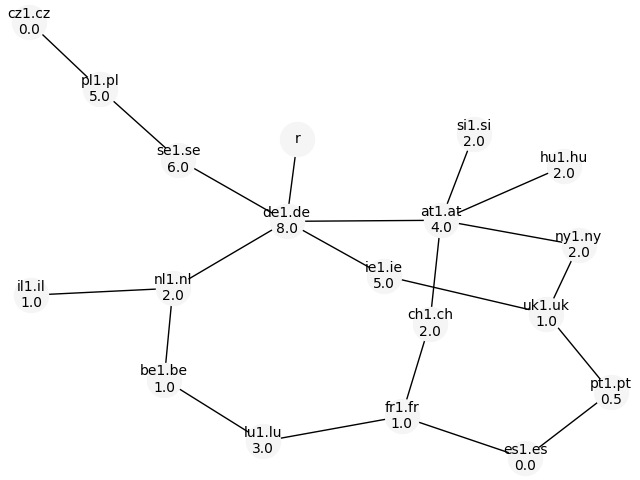 cz1.cz
0.0
pl1.pl
5.0
se1.se
6.0
r
si1.si
2.0
hu1.hu
2.0
de1.de
8.0
at1.at
4.0
ny1.ny
2.0
ie1.ie
5.0
nl1.nl
2.0
il1.il
1.0
uk1.uk
1.0
ch1.ch
2.0
be1.be
1.0
pt1.pt
0.5
fr1.fr
1.0
lu1.lu
3.0
es1.es
0.0